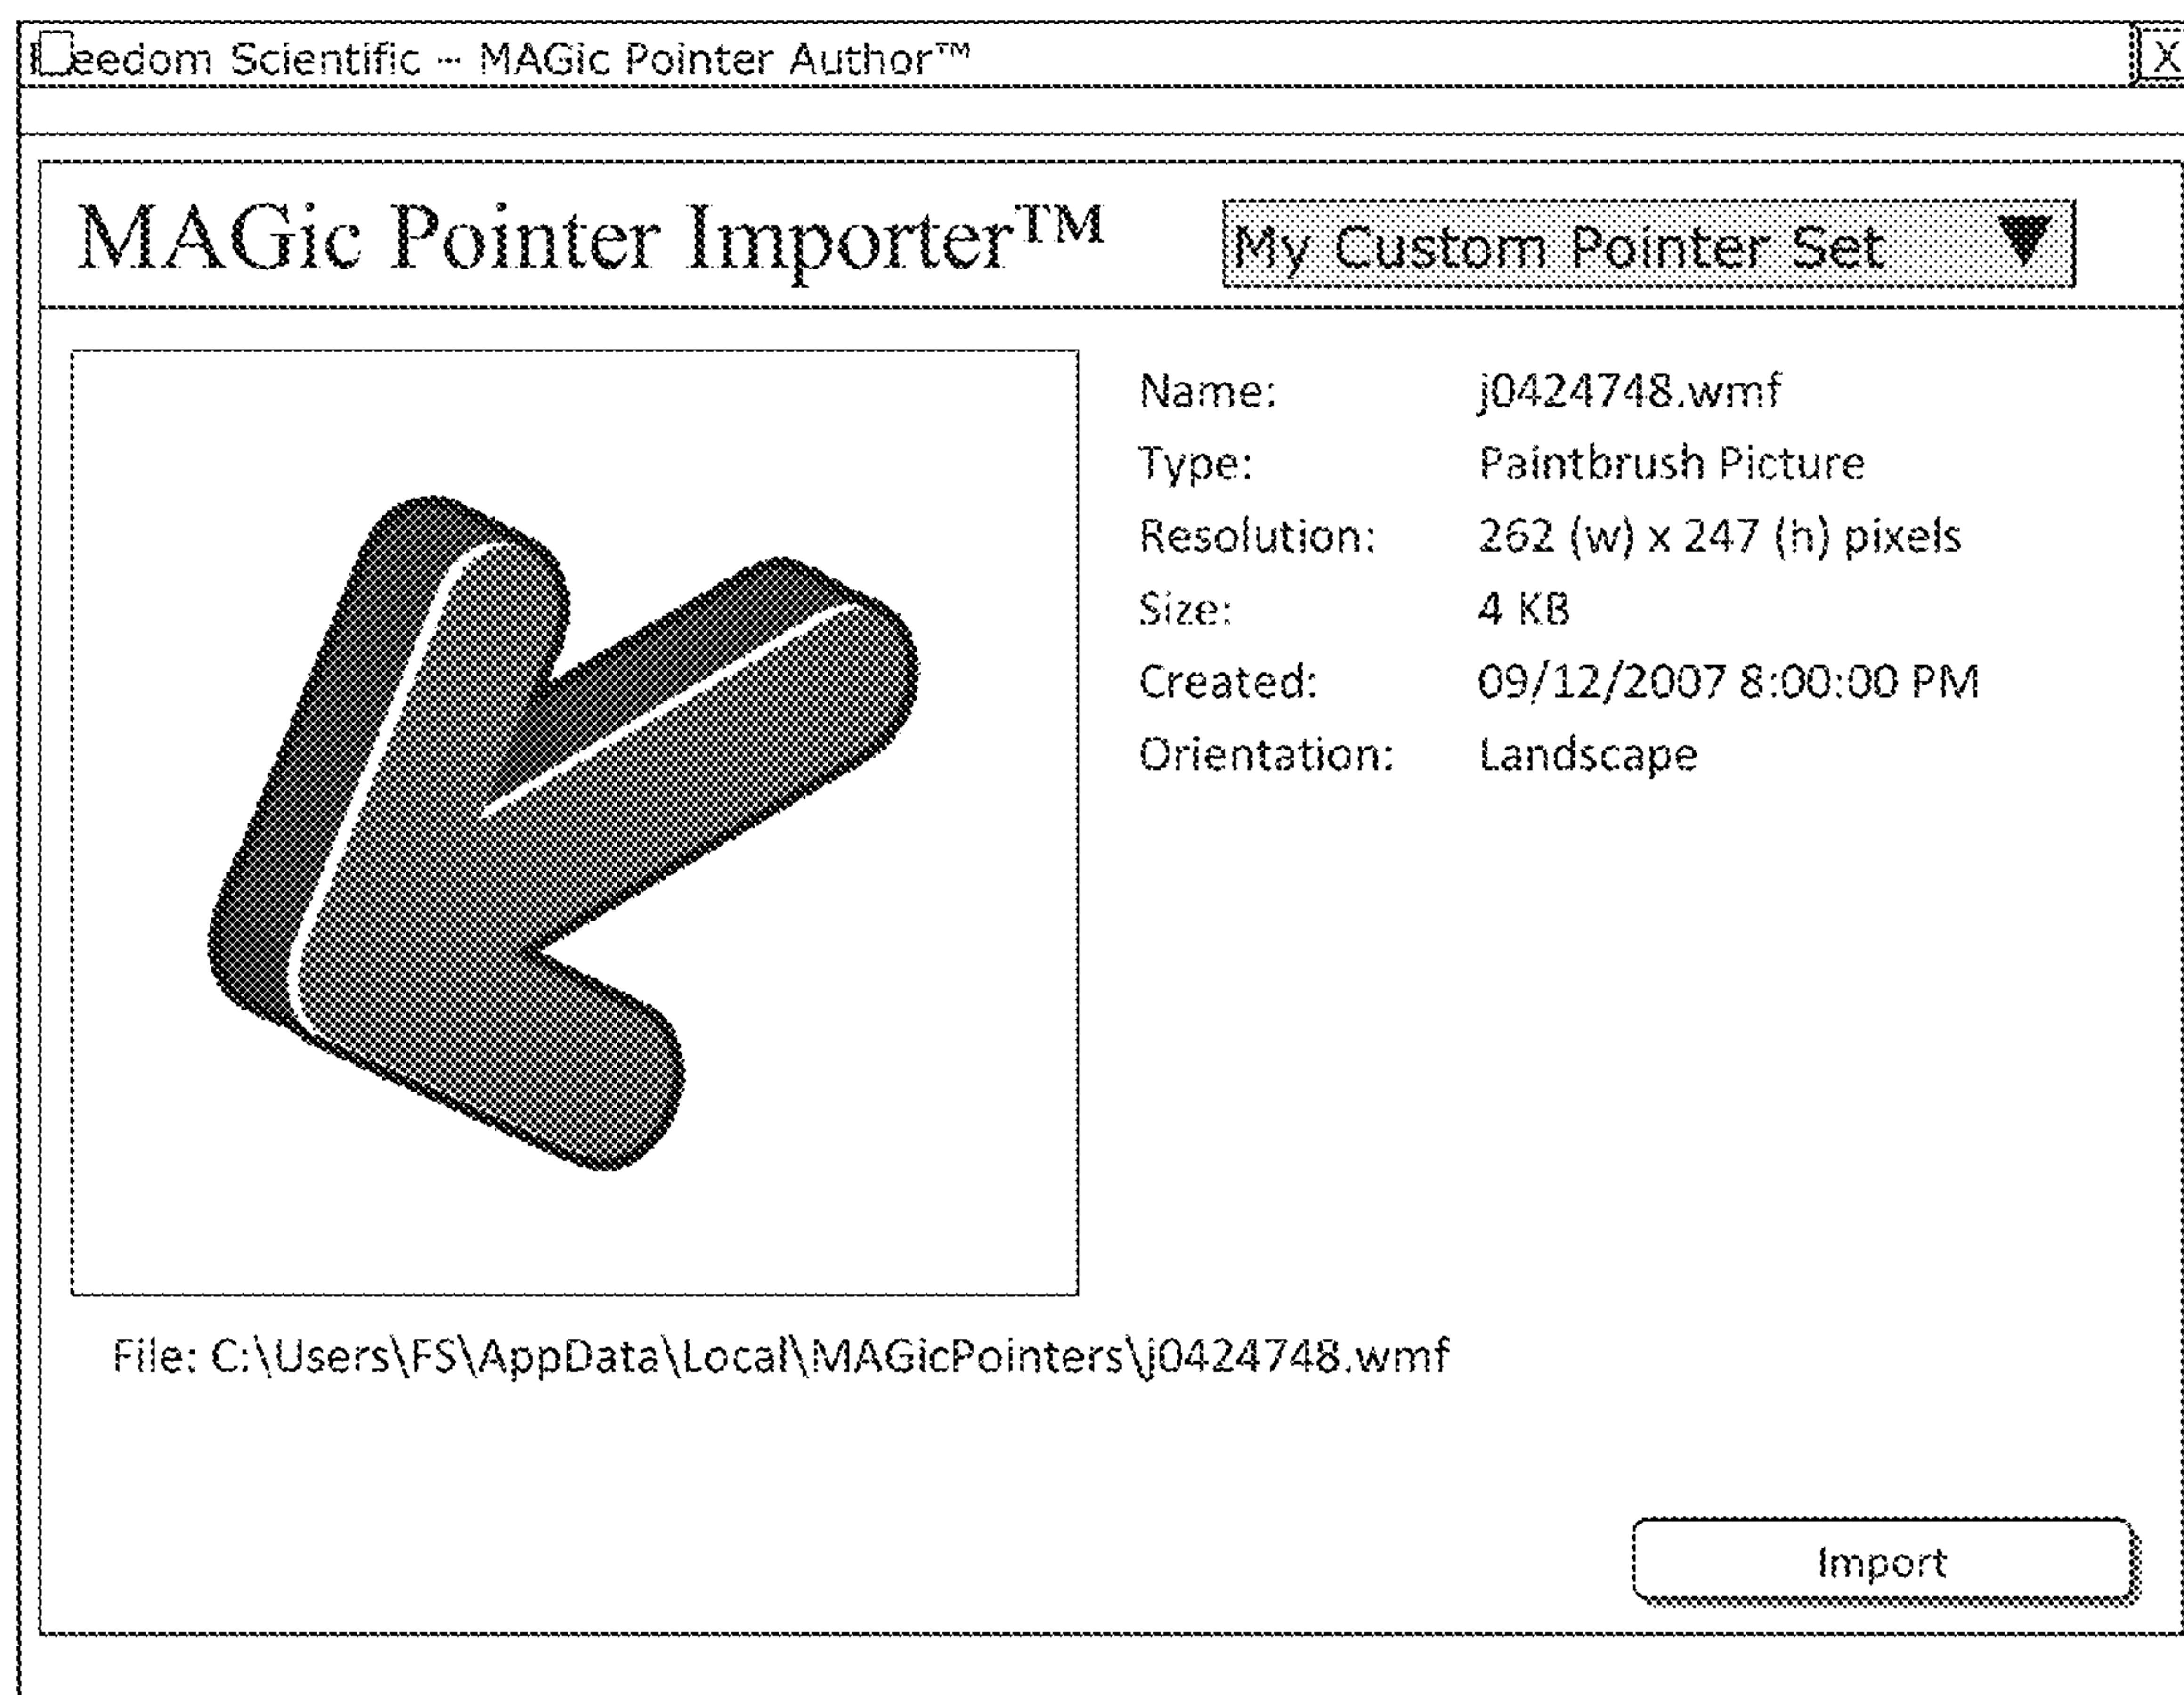 Freedom Scientific -- MAGic Pointer Author™ X
MAGic Pointer Importer™ My Custom Pointer Set
Name: j0424748.wmf
Type: Paintbrush Picture
Resolution: 262 (w) x 247 (h) pixels
Size: 4 KB
Created: 09/12/2007 8:00:00 PM
Orientation: Landscape
File: C:\Users\FS\AppData\Local\MAGicPointers\j0424748.wmf
Import